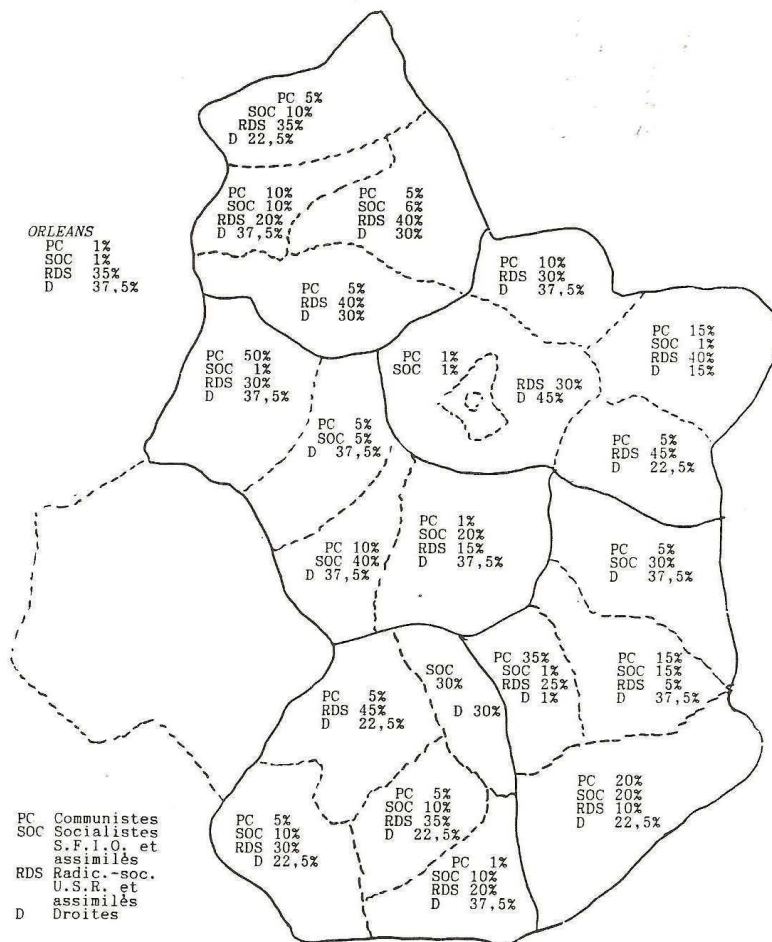 PC 5%
SOC 10%
RDS 35%
D 22,5%
PC 10%
SOC 10%
RDS 20%
D 37,5%
PC 5%
SOC 6%
RDS 40%
D 30%
ORLEANS
PC 1%
SOC 1%
RDS 35%
D 37,5%
PC 10%
RDS 30%
D 37,5%
PC 5%
RDS 40%
D 30%
PC 15%
SOC 1%
RDS 40%
D 15%
PC 50%
SOC 1%
RDS 30%
D 37,5%
PC 1%
SOC 1%
RDS 30%
D 45%
PC 5%
SOC 5%
D 37,5%
PC 5%
RDS 45%
D 22,5%
PC 10%
SOC 40%
D 37,5%
PC 1%
SOC 20%
RDS 15%
D 37,5%
PC 5%
SOC 30%
D 37,5%
PC 5%
RDS 45%
D 22,5%
SOC
30%
D 30%
PC 35%
SOC 1%
RDS 25%
D 1%
PC 15%
SOC 15%
RDS 5%
D 37,5%
PC 20%
SOC 20%
RDS 10%
D 22,5%
PC 5%
SOC 10%
RDS 30%
D 22,5%
PC 5%
SOC 10%
RDS 35%
D 22,5%
PC 1%
SOC 10%
RDS 20%
D 37,5%
PC Communistes
SOC Socialistes
S.F.I.O. et
assimilés
RDS Radic.-soc.
U.S.R. et
assimilés
D Droites